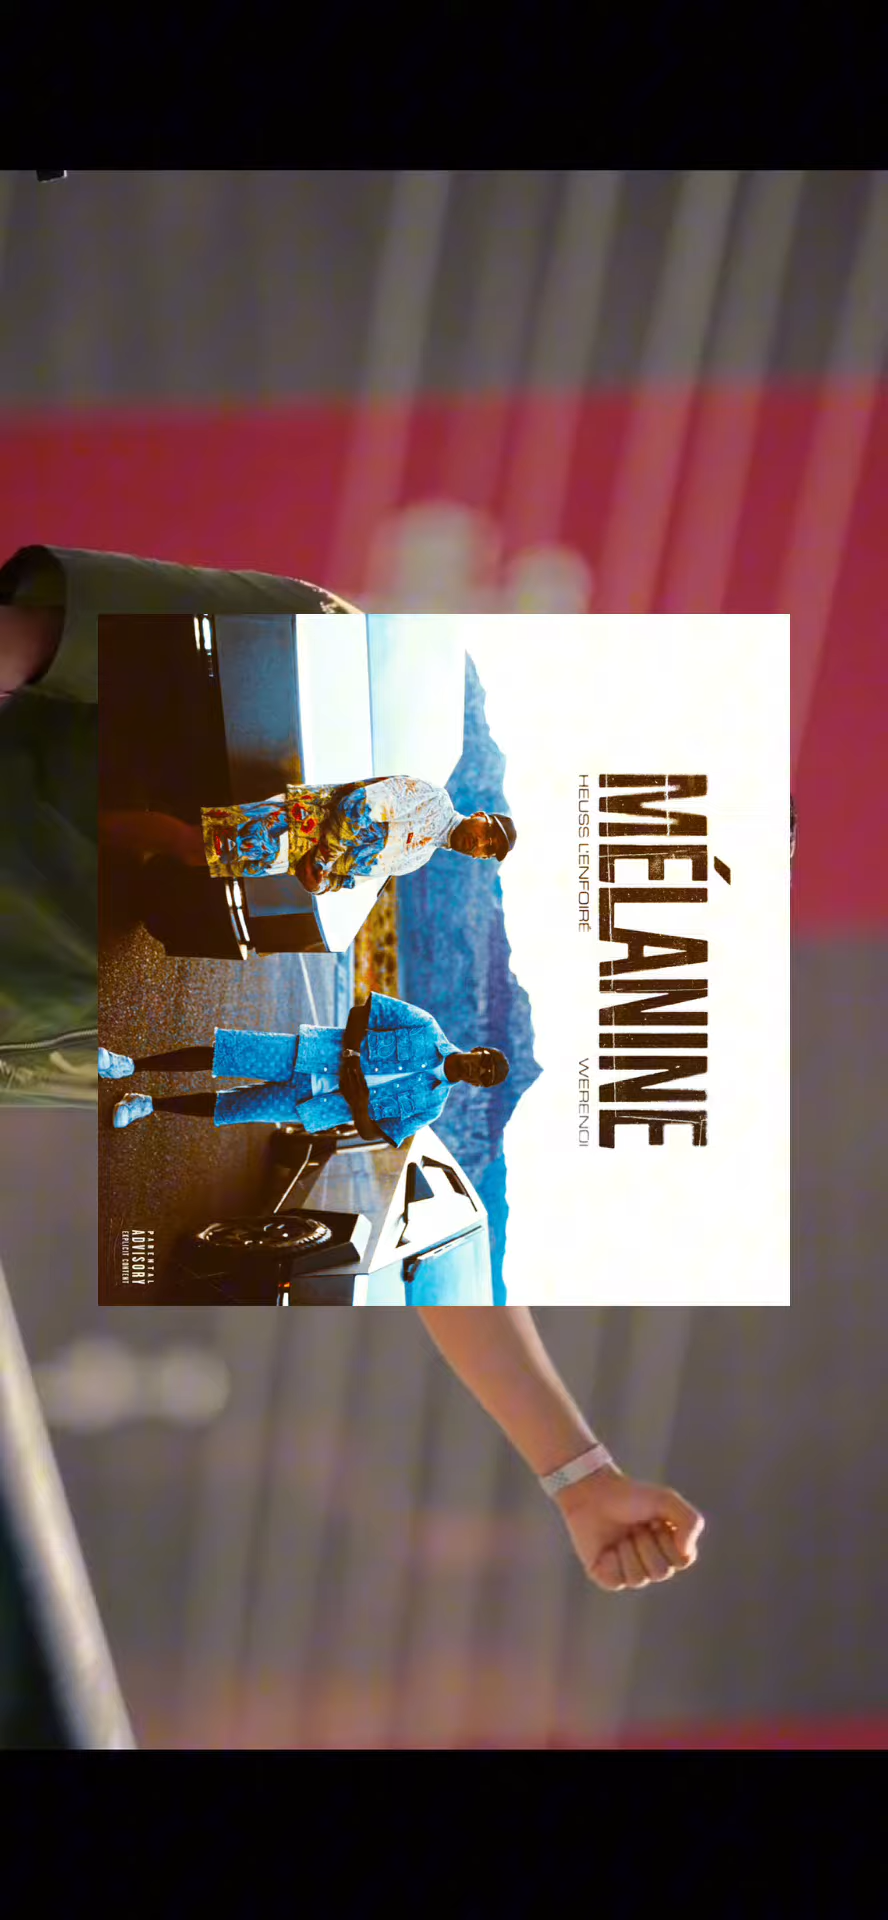 MÉLANINE
HEUSS L'ENFOIRÉ WERENOI
PARENTAL
ADVISORY
EXPLICIT CONTENT